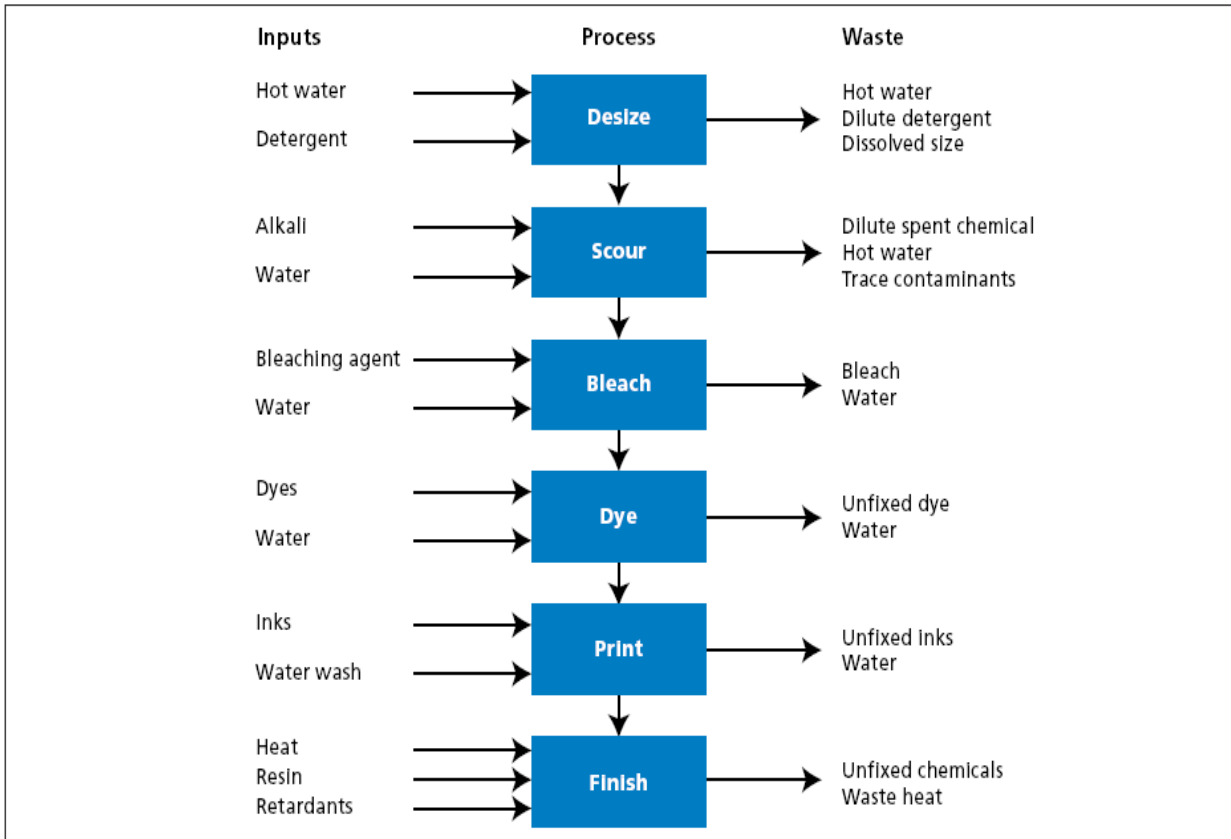 Inputs Process Waste
Hot water
Detergent
Desize
Hot water
Dilute detergent
Dissolved size
Alkali
Water
Scour
Dilute spent chemical
Hot water
Trace contaminants
Bleaching agent
Water
Bleach
Bleach
Water
Dyes
Water
Dye
Unfixed dye
Water
Inks
Water wash
Print
Unfixed inks
Water
Heat
Resin
Retardants
Finish
Unfixed chemicals
Waste heat